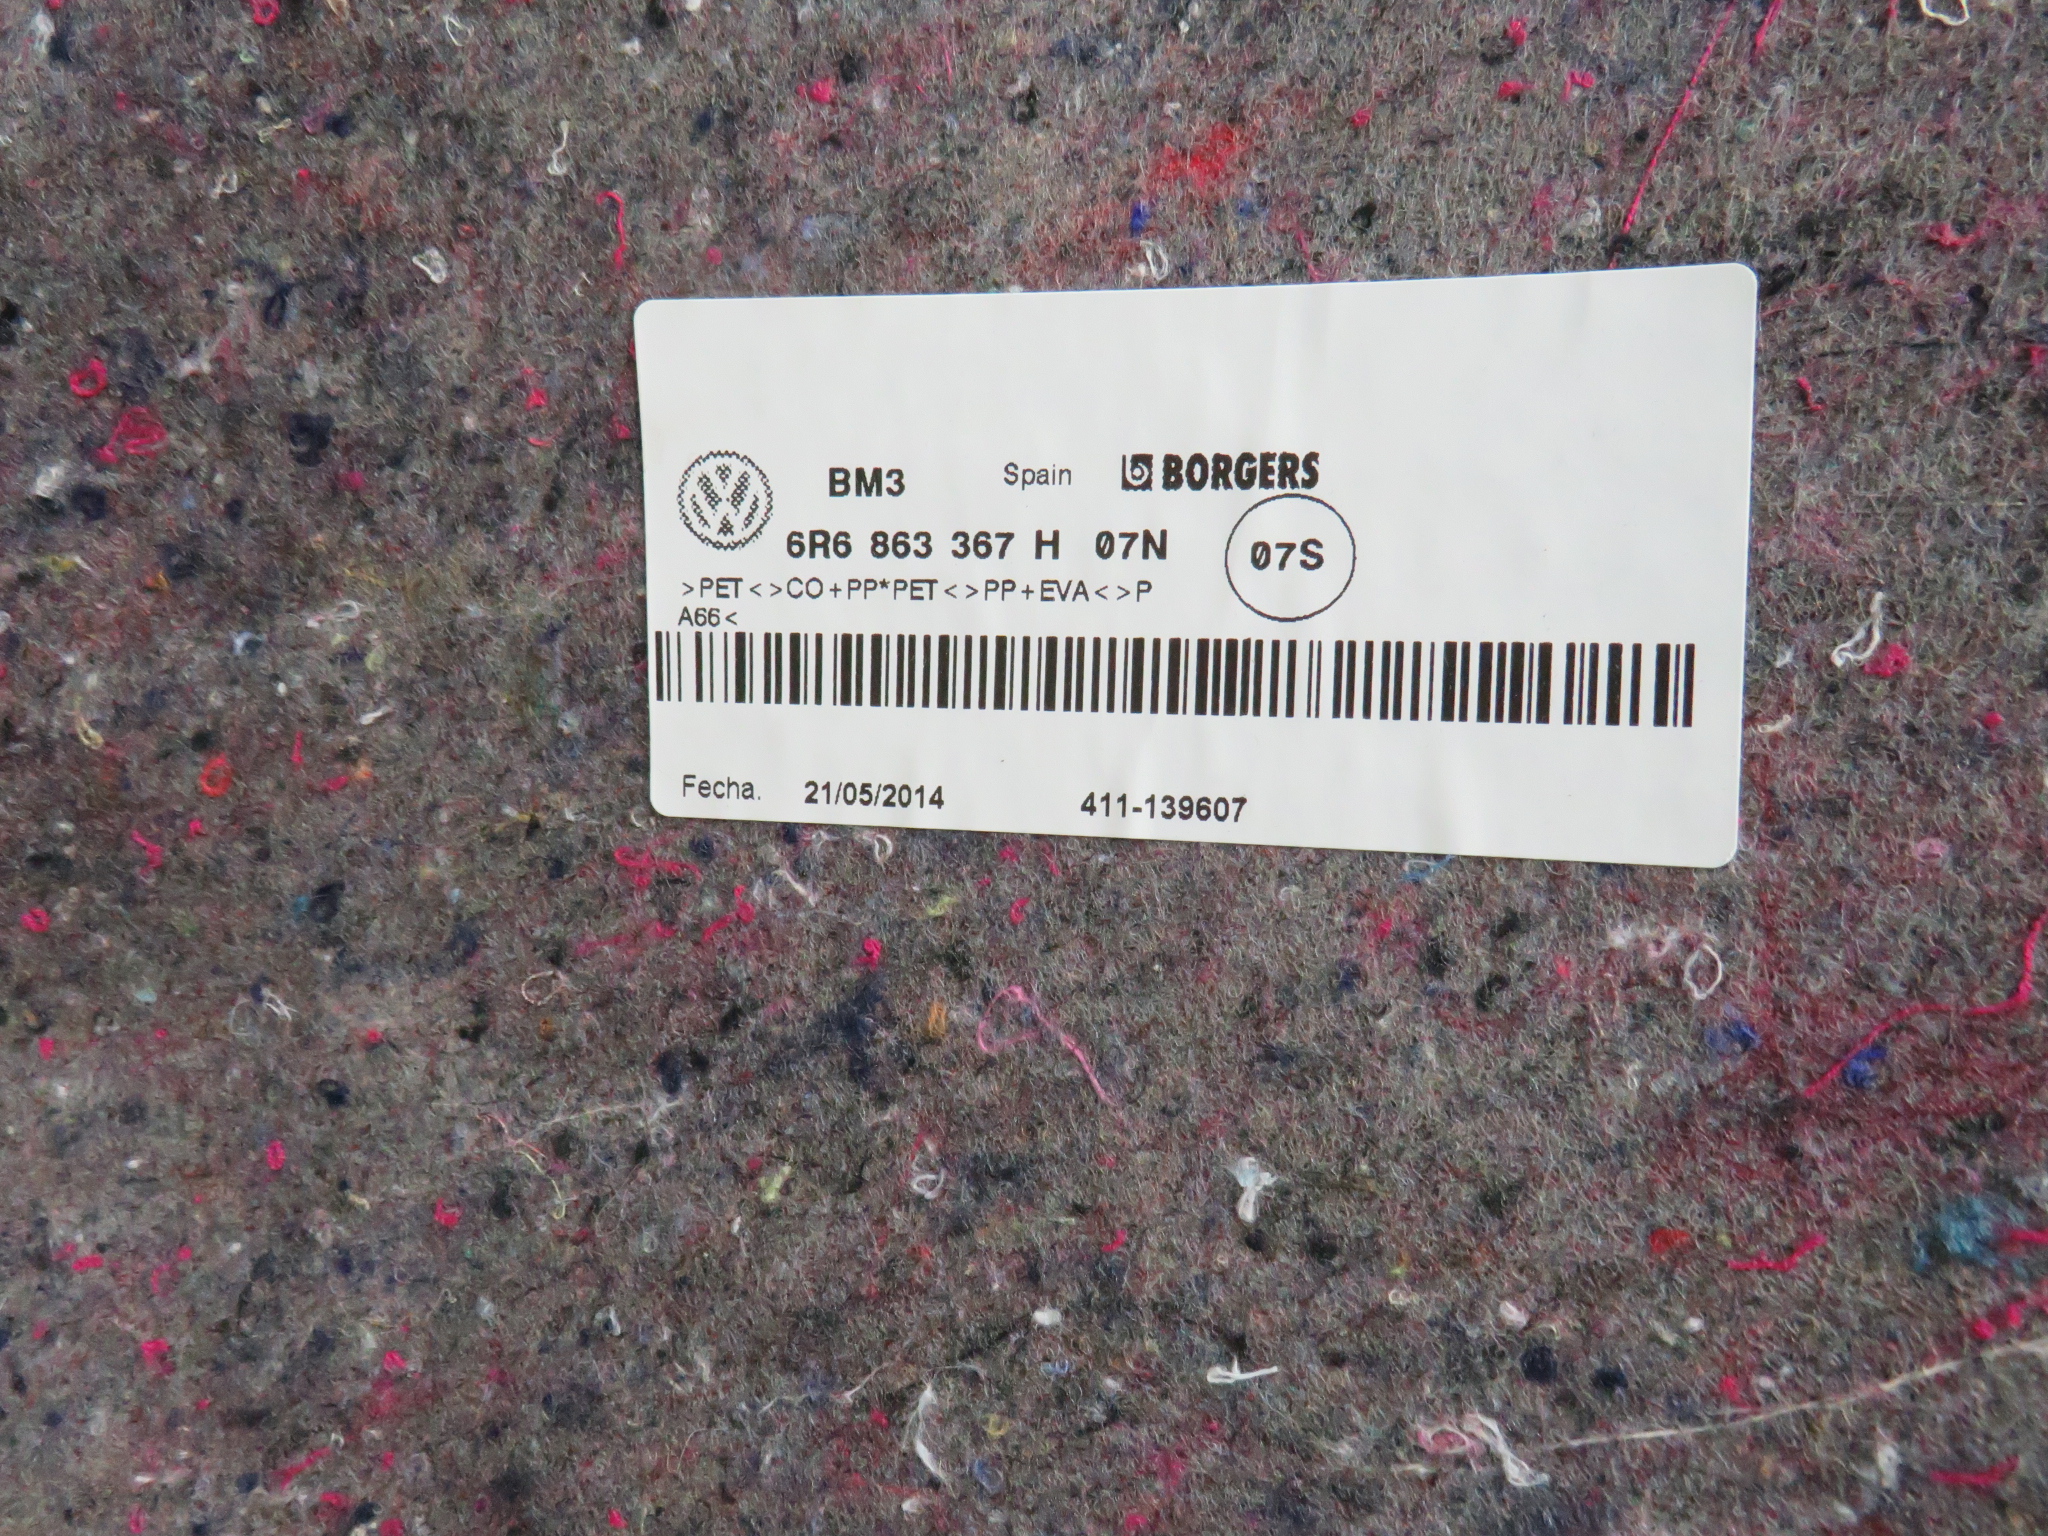 BM3 Spain BORGERS
6R6 863 367 H 07N 07S
>PET<>CO+PP*PET<>PP+EVA<>P
A66<
Fecha. 21/05/2014 411-139607